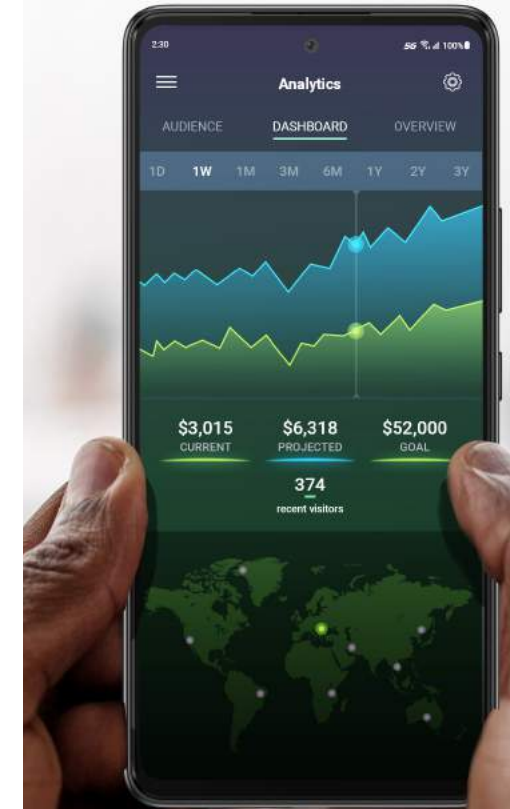 2:30 5G 100%
Analytics
AUDIENCE DASHBOARD OVERVIEW
1D 1W 1M 3M 6M 1Y 2Y 3Y
$3,015 $6,318 $52,000
CURRENT PROJECTED GOAL
374
recent visitors